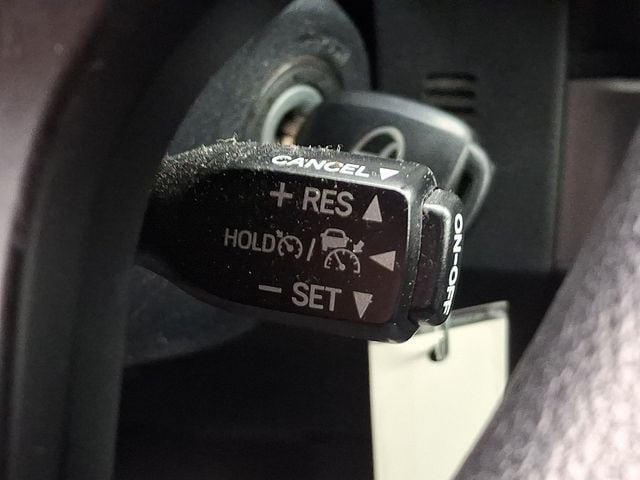 CANCEL ▼
+ RES ▲
HOLD / ◀
- SET ▼
ON-OFF